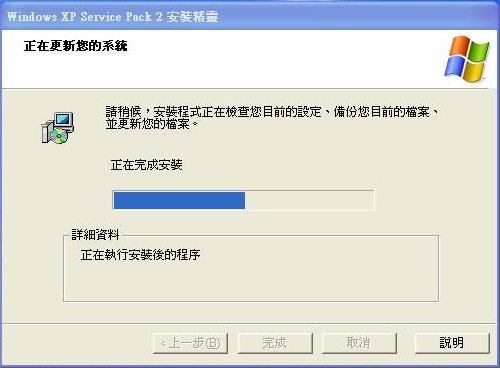 Windows XP Service Pack 2 安裝精靈
正在更新您的系統
請稍候，安裝程式正在檢查您目前的設定、備份您目前的檔案、
並更新您的檔案。
正在完成安裝
詳細資料
正在執行安裝後的程序
<上一步(B) 完成 取消 說明